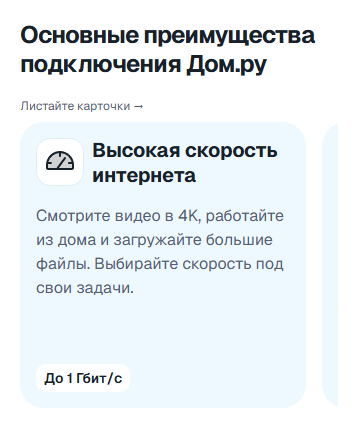 Основные преимущества
подключения Дом.ру
Листайте карточки →
Высокая скорость
интернета
Смотрите видео в 4К, работайте
из дома и загружайте большие
файлы. Выбирайте скорость под
свои задачи.
До 1 Гбит/с